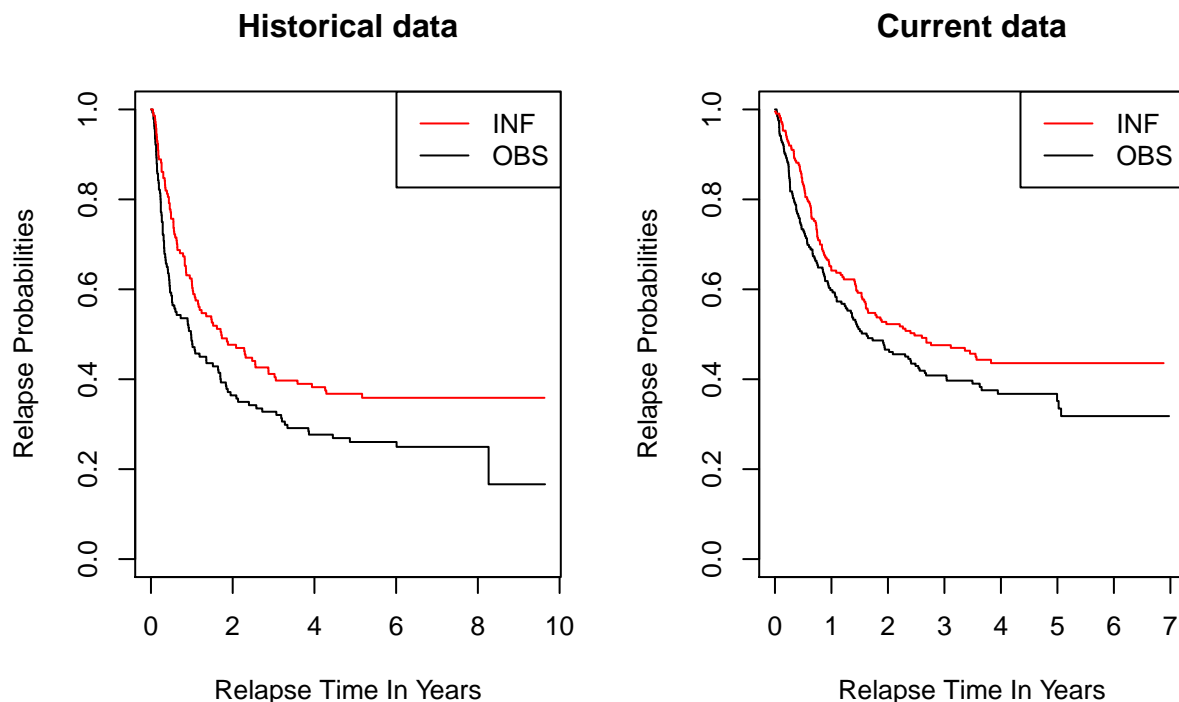 Historical data
INF
OBS
Relapse Probabilities
1.0
0.8
0.6
0.4
0.2
0.0
0 2 4 6 8 10
Relapse Time In Years
Current data
INF
OBS
Relapse Probabilities
1.0
0.8
0.6
0.4
0.2
0.0
0 1 2 3 4 5 6 7
Relapse Time In Years